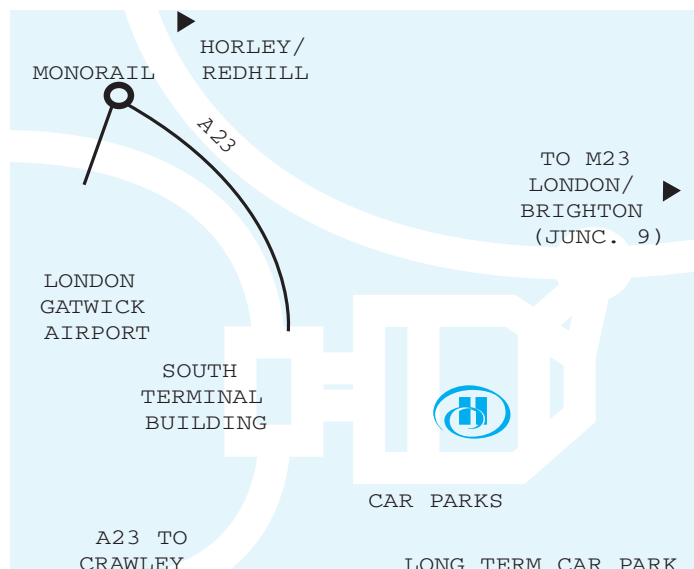 HORLEY/
REDHILL
MONORAIL
A23
TO M23
LONDON/
BRIGHTON
(JUNC. 9)
LONDON
GATWICK
AIRPORT
SOUTH
TERMINAL
BUILDING
H
CAR PARKS
A23 TO
CRAWLEY
LONG TERM CAR PARK